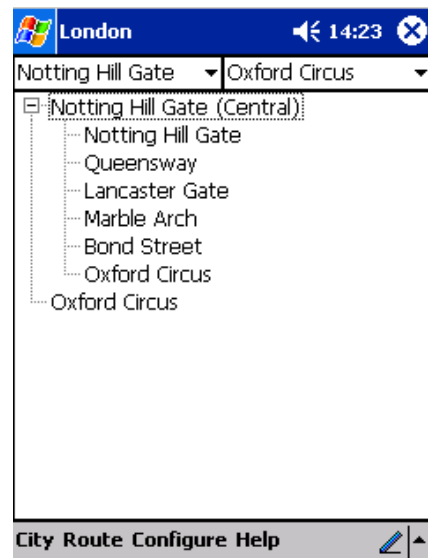 London 14:23
Notting Hill Gate Oxford Circus
Notting Hill Gate (Central)
Notting Hill Gate
Queensway
Lancaster Gate
Marble Arch
Bond Street
Oxford Circus
Oxford Circus
City Route Configure Help